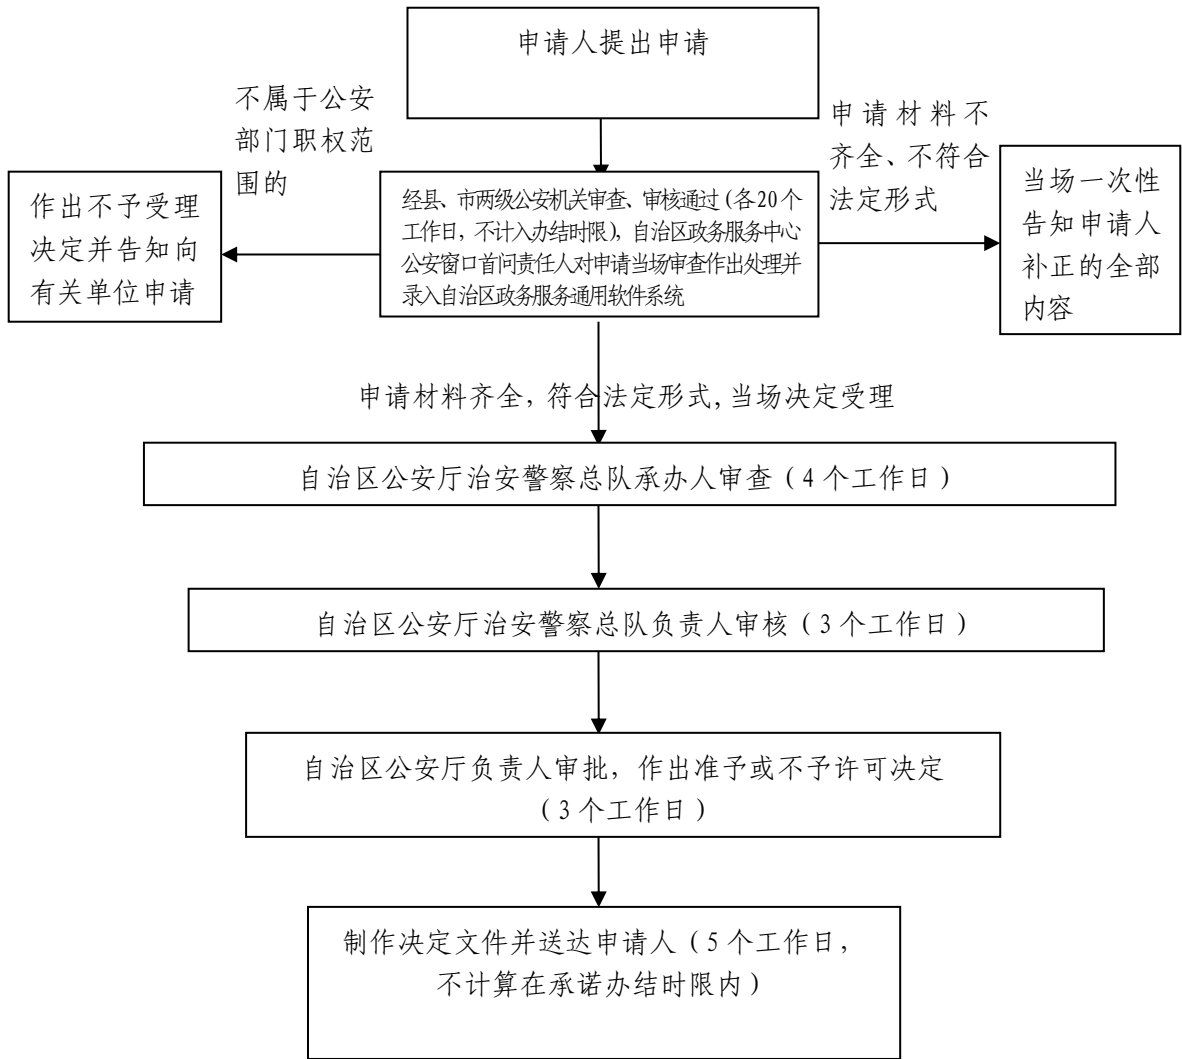 申请人提出申请
不属于公安
部门职权范
围的
申请材料不
齐全、不符合
法定形式
作出不予受理
决定并告知向
有关单位申请
经县、市两级公安机关审查、审核通过（各20个
工作日，不计入办结时限），自治区政务服务中心
公安窗口首问责任人对申请当场审查作出处理并
录入自治区政务服务通用软件系统
当场一次性
告知申请人
补正的全部
内容
申请材料齐全，符合法定形式，当场决定受理
自治区公安厅治安警察总队承办人审查（4个工作日）
自治区公安厅治安警察总队负责人审核（3个工作日）
自治区公安厅负责人审批，作出准予或不予许可决定
（3个工作日）
制作决定文件并送达申请人（5个工作日，
不计算在承诺办结时限内）